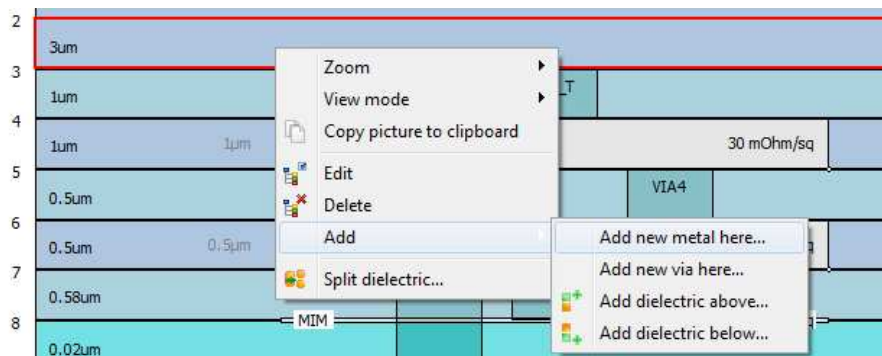 2
3um
3
Zoom
1um
_T
View mode
4
Copy picture to clipboard
1um
1µm
30 mOhm/sq
5
Edit
0.5um
VIA4
Delete
6
Add
Add new metal here...
0.5um
0.5µm
Add new via here...
7
Split dielectric...
Add dielectric above...
0.58um
8
MIM
Add dielectric below...
0.02um